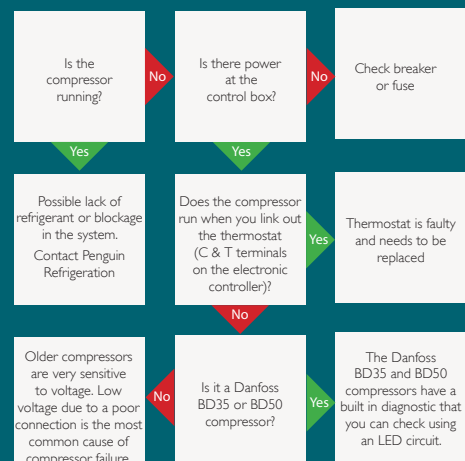 Is the
compressor
running?
No
Is there power
at the
control box?
No
Check breaker
or fuse
Yes
Yes
Possible lack of
refrigerant or blockage
in the system.
Contact Penguin
Refrigeration
Does the compressor
run when you link out
the thermostat
(C & T terminals
on the electronic
controller)?
Yes
Thermostat is faulty
and needs to be
replaced
No
Older compressors
are very sensitive
to voltage. Low
voltage due to a poor
connection is the most
common cause of
compressor failure
No
Is it a Danfoss
BD35 or BD50
compressor?
Yes
The Danfoss
BD35 and BD50
compressors have a
built in diagnostic that
you can check using
an LED circuit.